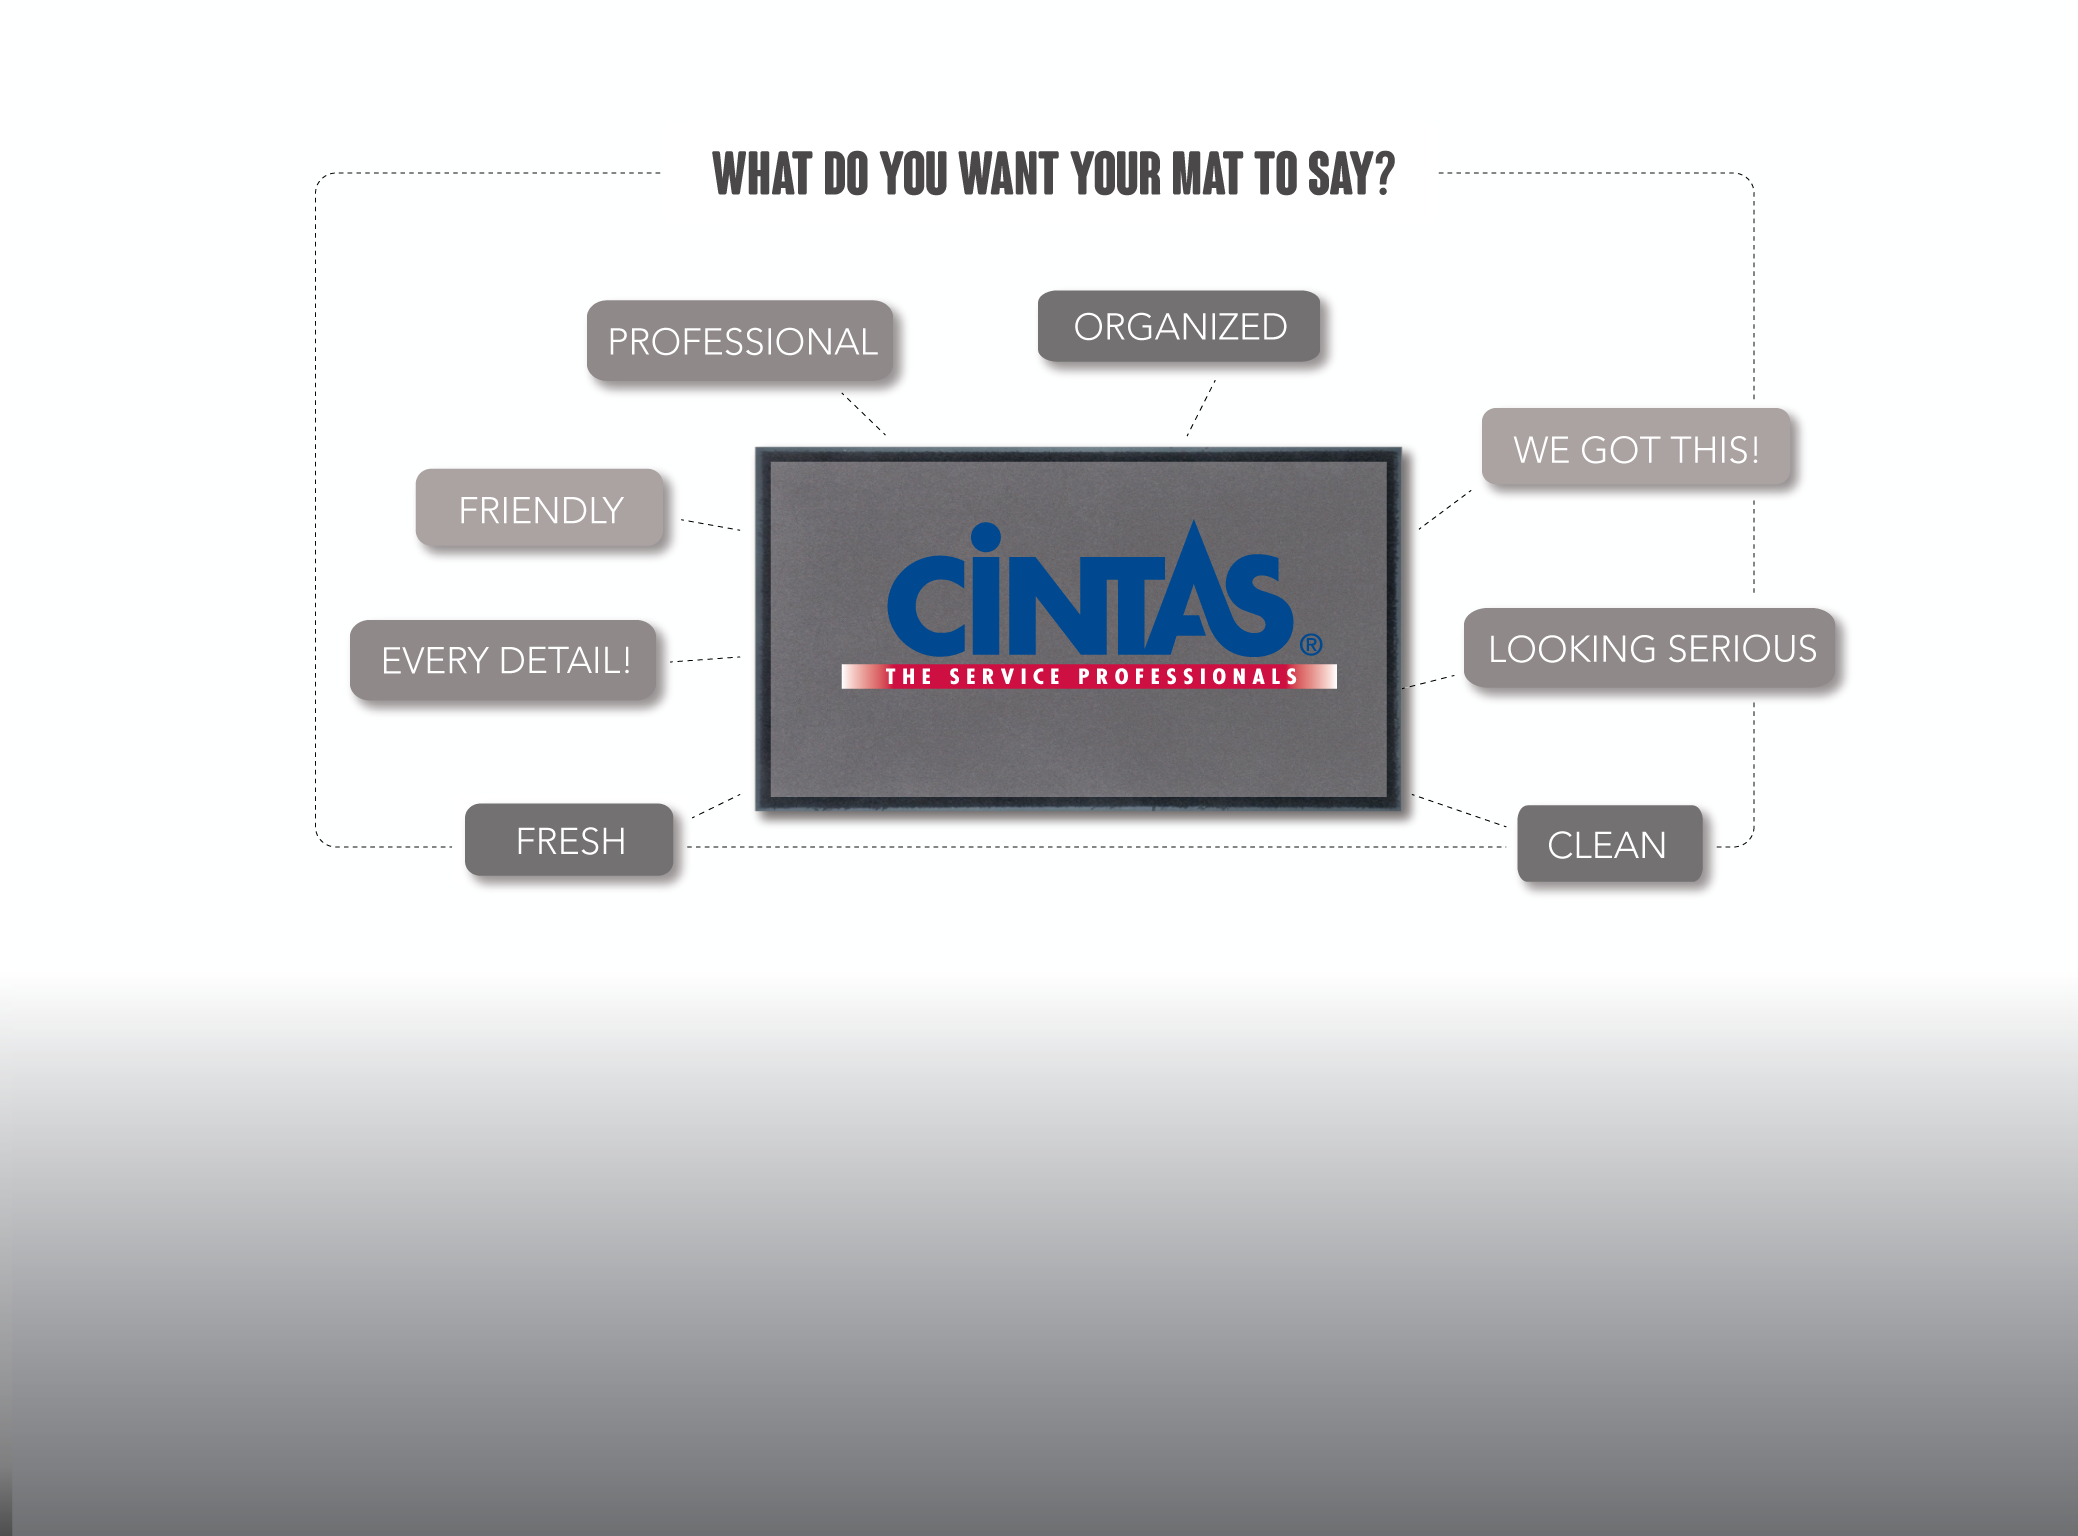 WHAT DO YOU WANT YOUR MAT TO SAY?
PROFESSIONAL
ORGANIZED
WE GOT THIS!
FRIENDLY
CiNTAS®
THE SERVICE PROFESSIONALS
EVERY DETAIL!
LOOKING SERIOUS
FRESH
CLEAN